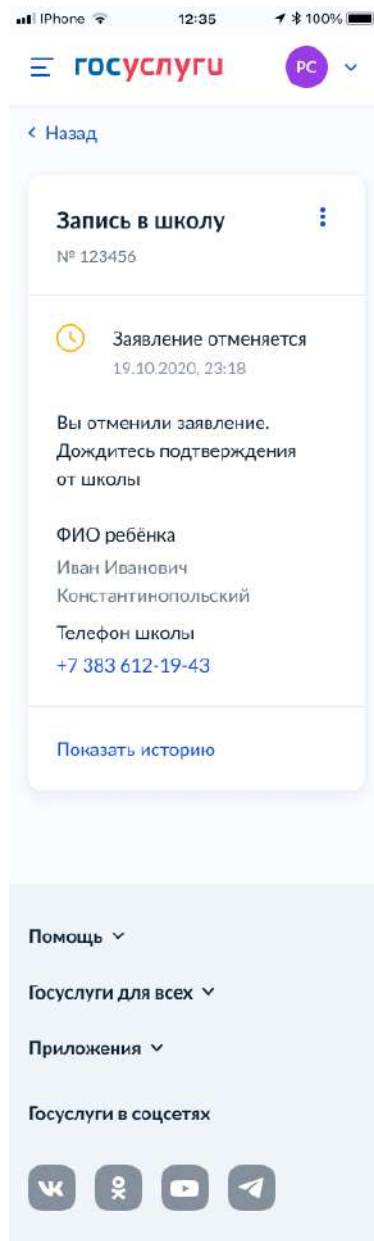 iPhone 12:35 100%
госуслуги РС
Назад
Запись в школу
№ 123456
Заявление отменяется
19.10.2020, 23:18
Вы отменили заявление.
Дождитесь подтверждения
от школы
ФИО ребёнка
Иван Иванович
Константинопольский
Телефон школы
+7 383 612-19-43
Показать историю
Помощь
Госуслуги для всех
Приложения
Госуслуги в соцсетях